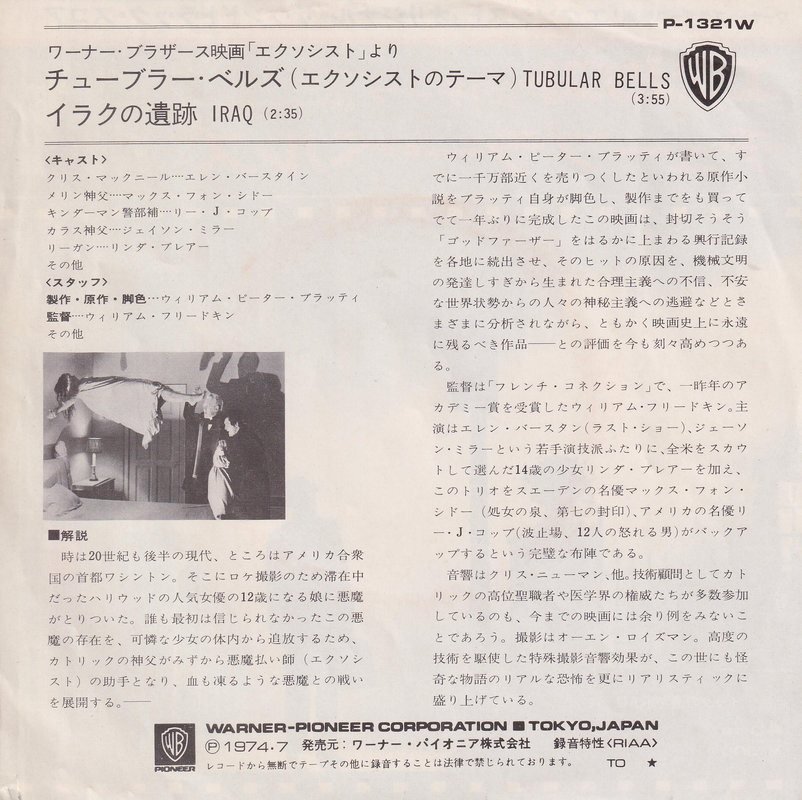 P-1321W
ワーナー・ブラザース映画「エクソシスト」より
チューブラー・ベルズ(エクソシストのテーマ)TUBULAR BELLS
(3:55)
イラクの遺跡 IRAQ (2:35)
WB
〈キャスト〉
クリス・マックニール…エレン・バースタイン
メリン神父…マックス・フォン・シドー
キンダーマン警部補…リー・J・コップ
カラス神父…ジェイソン・ミラー
リーガン…リンダ・ブレアー
その他
〈スタッフ〉
製作・原作・脚色…ウィリアム・ピーター・ブラッティ
監督…ウィリアム・フリードキン
その他
■解説
時は20世紀も後半の現代、ところはアメリカ合衆
国の首都ワシントン。そこにロケ撮影のため滞在中
だったハリウッドの人気女優の12歳になる娘に悪魔
がとりついた。誰も最初は信じられなかったこの悪
魔の存在を、可憐な少女の体内から追放するため、
カトリックの神父がみずから悪魔払い師(エクソシ
スト)の助手となり、血も凍るような悪魔との戦い
を展開する。——
ウィリアム・ピーター・ブラッティが書いて、す
でに一千万部近くを売りつくしたといわれる原作小
説をブラッティ自身が脚色し、製作までをも買って
でて一年ぶりに完成したこの映画は、封切そうそう
「ゴッドファーザー」をはるかに上まわる興行記録
を各地に続出させ、そのヒットの原因を、機械文明
の発達しすぎから生まれた合理主義への不信、不安
な世界状勢からの人々の神秘主義への逃避などとさ
まざまに分析されながら、ともかく映画史上に永遠
に残るべき作品——との評価を今も刻々高めつつあ
る。
監督は「フレンチ・コネクション」で、一昨年のアカ
デミー賞を受賞したウィリアム・フリードキン。主
演はエレン・バースタン(ラスト・ショー)、ジェーソ
ン・ミラーという若手演技派ふたりに、全米をスカウ
トして選んだ14歳の少女リンダ・ブレアーを加え、
このトリオをスエーデンの名優マックス・フォン・
シドー(処女の泉、第七の封印)、アメリカの名優リ
ー・J・コップ(波止場、12人の怒れる男)がバックア
ップするという完璧な布陣である。
音響はクリス・ニューマン、他。技術顧問としてカト
リックの高位聖職者や医学界の権威たちが多数参加
しているのも、今までの映画には余り例をみないこ
とであろう。撮影はオーエン・ロイズマン。高度の
技術を駆使した特殊撮影音響効果が、この世にも怪
奇な物語のリアルな恐怖を更にリアリスティックに
盛り上げている。
WB
PIONEER
WARNER-PIONEER CORPORATION ■ TOKYO,JAPAN
Ⓟ1974・7 発売元:ワーナー・パイオニア株式会社 録音特性〈RIAA〉
レコードから無断でテープその他に録音することは法律で禁じられております。 TO ★